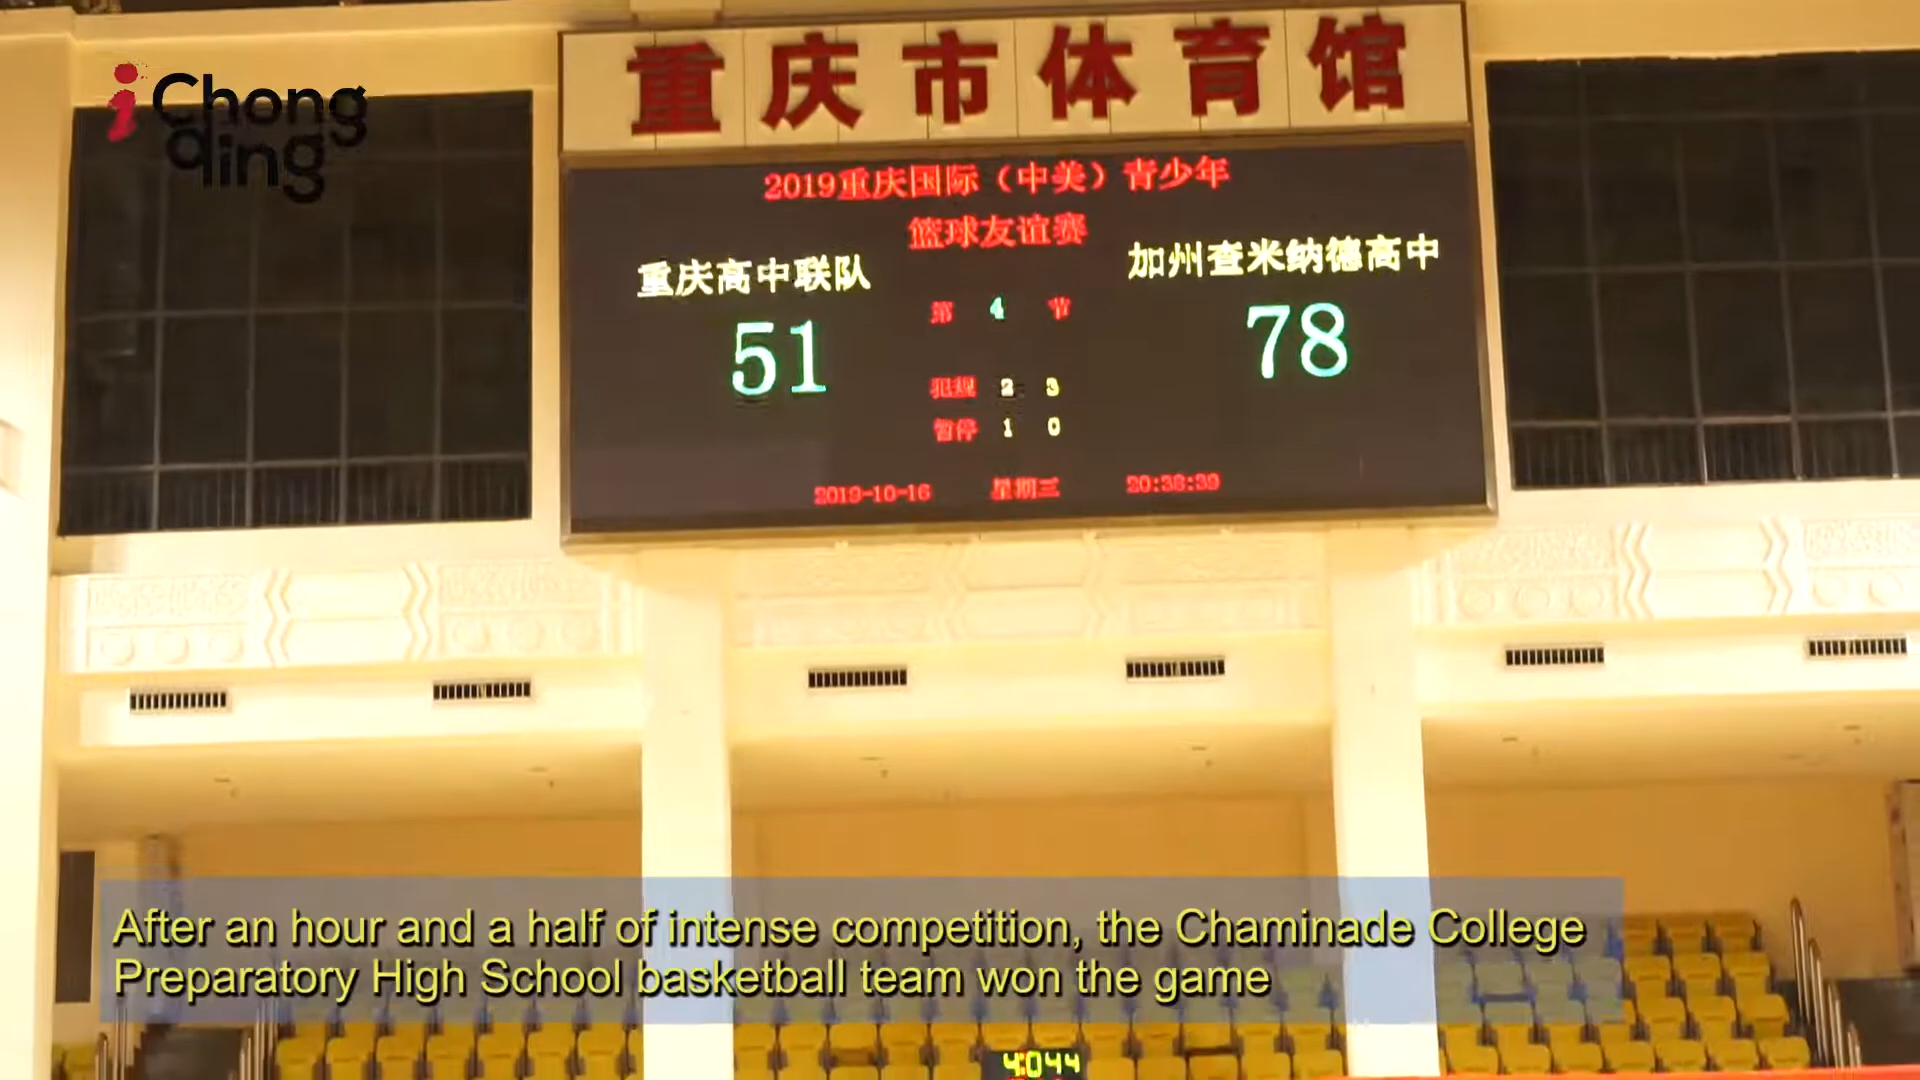 i Chong
qing
重庆市体育馆
2019重庆国际（中美）青少年
篮球友谊赛
重庆高中联队
加州查米纳德高中
第 4 节
51
78
犯规 2 3
暂停 1 0
2019-10-16 星期三 20:38:39
After an hour and a half of intense competition, the Chaminade College
Preparatory High School basketball team won the game